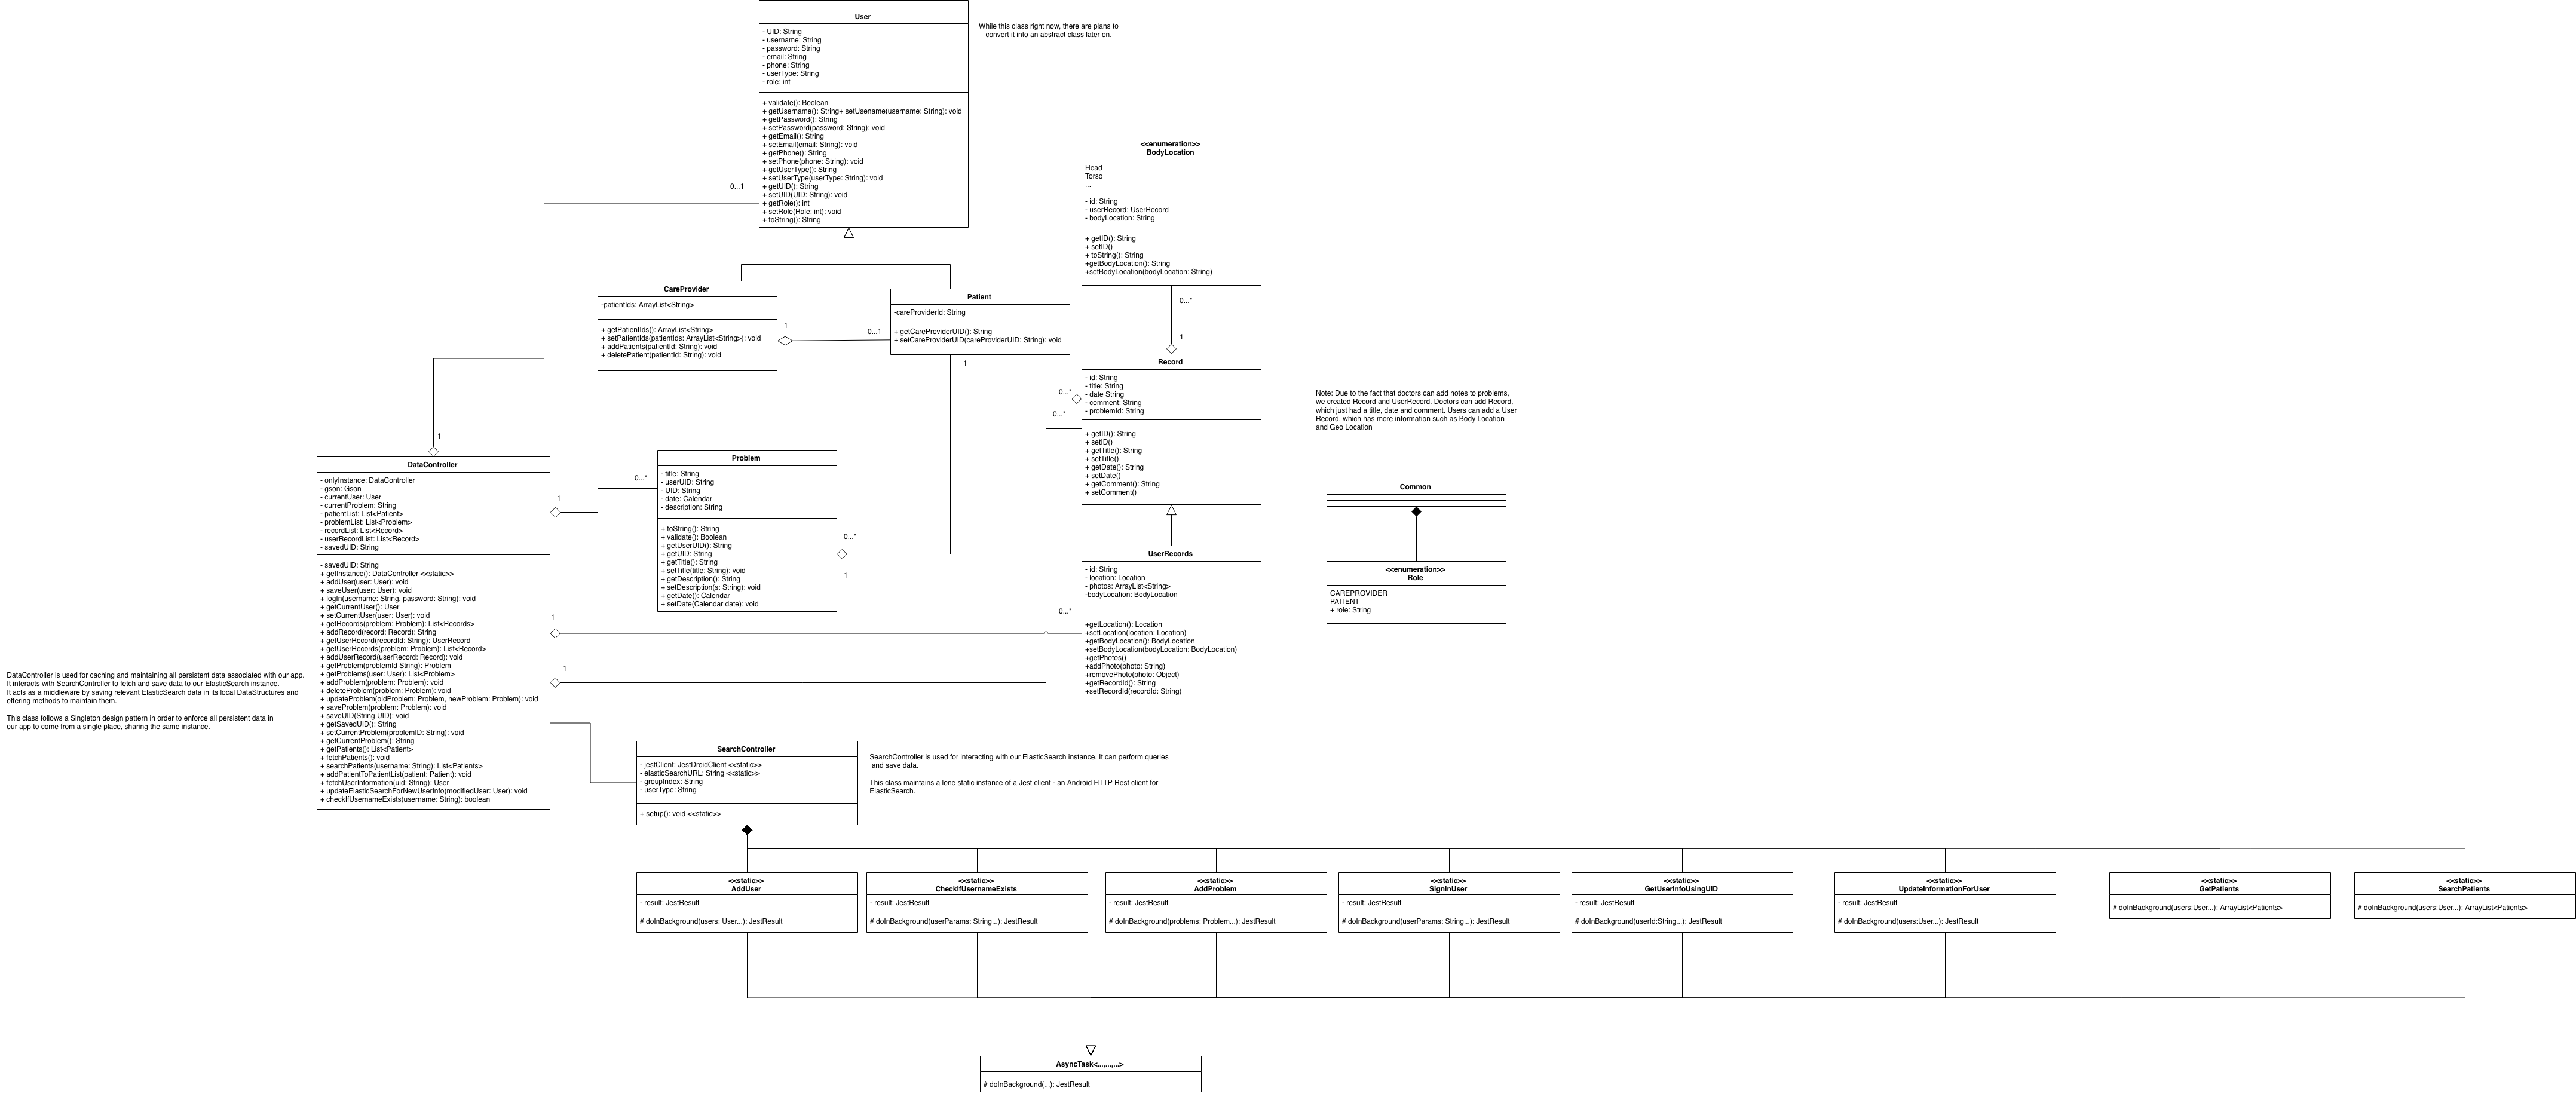 User
- UID: String
- username: String
- password: String
- email: String
- phone: String
- userType: String
- role: int
+ validate(): Boolean
+ getUsername(): String+ setUsename(username: String): void
+ getPassword(): String
+ setPassword(password: String): void
+ getEmail(): String
+ setEmail(email: String): void
+ getPhone(): String
+ setPhone(phone: String): void
+ getUserType(): String
+ setUserType(userType: String): void
+ getUID(): String
+ setUID(UID: String): void
+ getRole(): int
+ setRole(Role: int): void
+ toString(): String
While this class right now, there are plans to
convert it into an abstract class later on.
0...1
<<enumeration>>
BodyLocation
Head
Torso
...
- id: String
- userRecord: UserRecord
- bodyLocation: String
+ getID(): String
+ setID()
+ toString(): String
+getBodyLocation(): String
+setBodyLocation(bodyLocation: String)
0...*
1
CareProvider
-patientIds: ArrayList<String>
+ getPatientIds(): ArrayList<String>
+ setPatientIds(patientIds: ArrayList<String>): void
+ addPatients(patientId: String): void
+ deletePatient(patientId: String): void
1
0...1
Patient
-careProviderId: String
+ getCareProviderUID(): String
+ setCareProviderUID(careProviderUID: String): void
1
Record
- id: String
- title: String
- date String
- comment: String
- problemId: String
+ getID(): String
+ setID()
+ getTitle(): String
+ setTitle()
+ getDate(): String
+ setDate()
+ getComment(): String
+ setComment()
0...*
0...*
Note: Due to the fact that doctors can add notes to problems,
we created Record and UserRecord. Doctors can add Record,
which just had a title, date and comment. Users can add a User
Record, which has more information such as Body Location
and Geo Location
1
DataController
- onlyInstance: DataController
- gson: Gson
- currentUser: User
- currentProblem: String
- patientList: List<Patient>
- problemList: List<Problem>
- recordList: List<Record>
- userRecordList: List<Record>
- savedUID: String
- savedUID: String
+ getInstance(): DataController <<static>>
+ addUser(user: User): void
+ saveUser(user: User): void
+ logIn(username: String, password: String): void
+ getCurrentUser(): User
+ setCurrentUser(user: User): void
+ getRecords(problem: Problem): List<Records>
+ addRecord(record: Record): String
+ getUserRecord(recordId: String): UserRecord
+ getUserRecords(problem: Problem): List<Record>
+ addUserRecord(userRecord: Record): void
+ getProblem(problemId String): Problem
+ getProblems(user: User): List<Problem>
+ addProblem(problem: Problem): void
+ deleteProblem(problem: Problem): void
+ updateProblem(oldProblem: Problem, newProblem: Problem): void
+ saveProblem(problem: Problem): void
+ saveUID(String UID): void
+ getSavedUID(): String
+ setCurrentProblem(problemID: String): void
+ getCurrentProblem(): String
+ getPatients(): List<Patient>
+ fetchPatients(): void
+ searchPatients(username: String): List<Patients>
+ addPatientToPatientList(patient: Patient): void
+ fetchUserInformation(uid: String): User
+ updateElasticSearchForNewUserInfo(modifiedUser: User): void
+ checkIfUsernameExists(username: String): boolean
1
0...*
1
1
Problem
- title: String
- userUID: String
- UID: String
- date: Calendar
- description: String
+ toString(): String
+ validate(): Boolean
+ getUserUID(): String
+ getUID: String
+ getTitle(): String
+ setTitle(title: String): void
+ getDescription(): String
+ setDescription(s: String): void
+ getDate(): Calendar
+ setDate(Calendar date): void
0...*
1
0...*
UserRecords
- id: String
- location: Location
- photos: ArrayList<String>
-bodyLocation: BodyLocation
+getLocation(): Location
+setLocation(location: Location)
+getBodyLocation(): BodyLocation
+setBodyLocation(bodyLocation: BodyLocation)
+getPhotos()
+addPhoto(photo: String)
+removePhoto(photo: Object)
+getRecordId(): String
+setRecordId(recordId: String)
Common
<<enumeration>>
Role
CAREPROVIDER
PATIENT
+ role: String
DataController is used for caching and maintaining all persistent data associated with our app.
It interacts with SearchController to fetch and save data to our ElasticSearch instance.
It acts as a middleware by saving relevant ElasticSearch data in its local DataStructures and
offering methods to maintain them.
This class follows a Singleton design pattern in order to enforce all persistent data in
our app to come from a single place, sharing the same instance.
SearchController
- jestClient: JestDroidClient <<static>>
- elasticSearchURL: String <<static>>
- groupIndex: String
- userType: String
+ setup(): void <<static>>
SearchController is used for interacting with our ElasticSearch instance. It can perform queries
and save data.
This class maintains a lone static instance of a Jest client - an Android HTTP Rest client for
ElasticSearch.
<<static>>
AddUser
- result: JestResult
# doInBackground(users: User...): JestResult
<<static>>
CheckIfUsernameExists
- result: JestResult
# doInBackground(userParams: String...): JestResult
<<static>>
AddProblem
- result: JestResult
# doInBackground(problems: Problem...): JestResult
<<static>>
SignInUser
- result: JestResult
# doInBackground(userParams: String...): JestResult
<<static>>
GetUserInfoUsingUID
- result: JestResult
# doInBackground(userId:String...): JestResult
<<static>>
UpdateInformationForUser
- result: JestResult
# doInBackground(users:User...): JestResult
<<static>>
GetPatients
# doInBackground(users:User...): ArrayList<Patients>
<<static>>
SearchPatients
# doInBackground(users:User...): ArrayList<Patients>
AsyncTask<...,...,...>
# doInBackground(...): JestResult